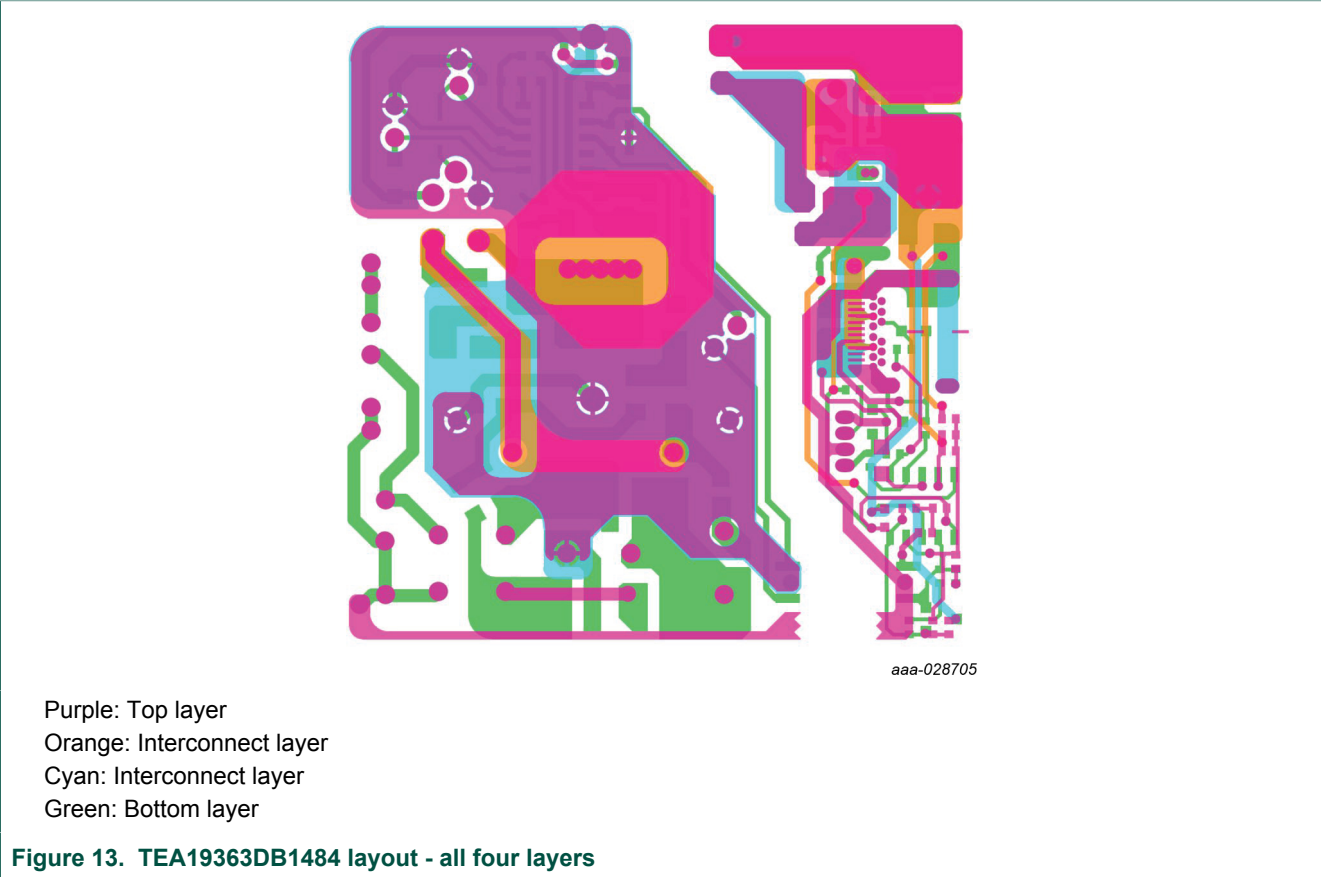 aaa-028705
Purple: Top layer
Orange: Interconnect layer
Cyan: Interconnect layer
Green: Bottom layer
Figure 13. TEA19363DB1484 layout - all four layers